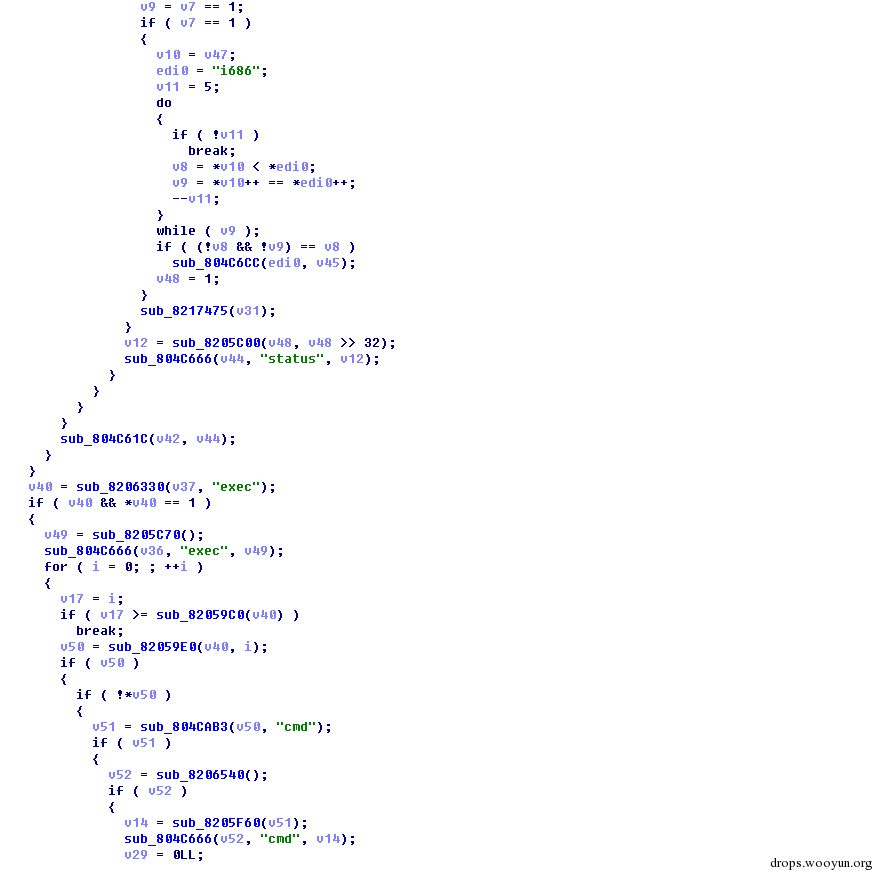 v9 = v7 == 1;
if ( v7 == 1 )
{
v10 = v47;
edi0 = "i686";
v11 = 5;
do
{
if ( !v11 )
break;
v8 = *v10 < *edi0;
v9 = *v10++ == *edi0++;
--v11;
}
while ( v9 );
if ( (!v8 && !v9) == v8 )
sub_804C6CC(edi0, v45);
v48 = 1;
}
sub_8217475(v31);
}
v12 = sub_8205C00(v48, v48 >> 32);
sub_804C666(v44, "status", v12);
}
}
}
}
sub_804C61C(v42, v44);
}
}
v40 = sub_8206330(v37, "exec");
if ( v40 && *v40 == 1 )
{
v49 = sub_8205C70();
sub_804C666(v36, "exec", v49);
for ( i = 0; ; ++i )
{
v17 = i;
if ( v17 >= sub_82059C0(v40) )
break;
v50 = sub_82059E0(v40, i);
if ( v50 )
{
if ( !*v50 )
{
v51 = sub_804CAB3(v50, "cmd");
if ( v51 )
{
v52 = sub_8206540();
if ( v52 )
{
v14 = sub_8205F60(v51);
sub_804C666(v52, "cmd", v14);
v29 = 0LL;
drops.wooyun.org